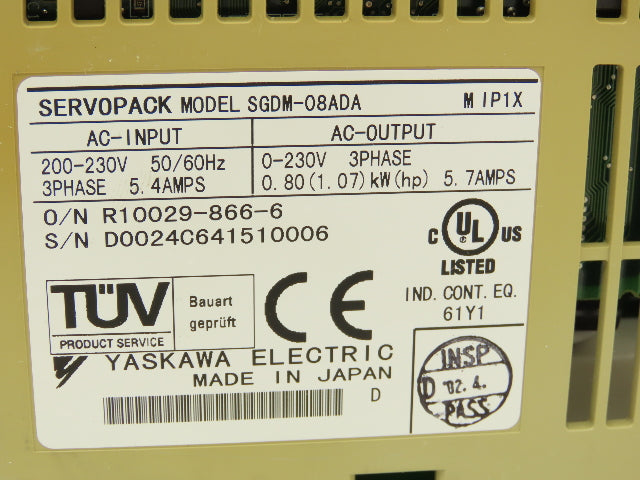 SERVOPACK MODEL SGDM-08ADA M IP1X
AC-INPUT AC-OUTPUT
200-230V 50/60Hz 0-230V 3PHASE
3PHASE 5.4AMPS 0.80(1.07)kW(hp) 5.7AMPS
O/N R10029-866-6
S/N D0024C641510006
C UL US
LISTED
IND. CONT. EQ.
61Y1
TÜV
PRODUCT SERVICE
Bauart
geprüft
CE
YASKAWA ELECTRIC
MADE IN JAPAN
D
INSP
D '02.4.
PASS